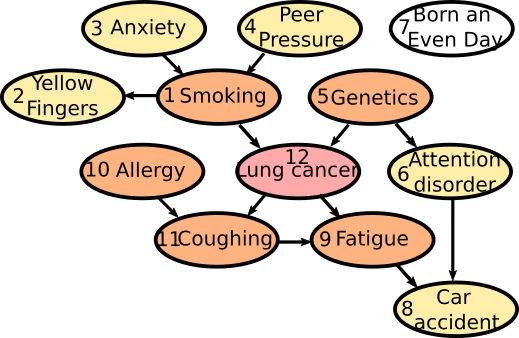 3 Anxiety
4 Peer
Pressure
7 Born an
Even Day
2 Yellow
Fingers
1 Smoking
5 Genetics
10 Allergy
12
Lung cancer
6 Attention
disorder
11 Coughing
9 Fatigue
8 Car
accident